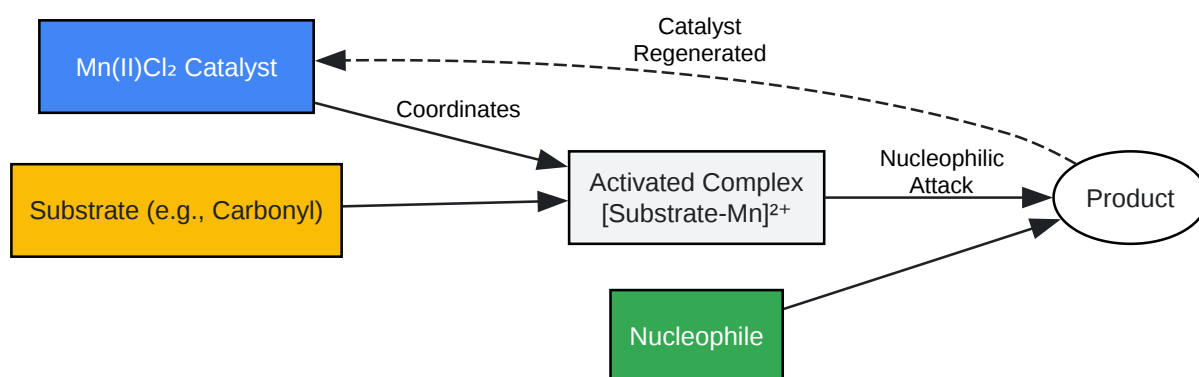 Catalyst
Regenerated
Mn(II)Cl₂ Catalyst
Coordinates
Substrate (e.g., Carbonyl)
Activated Complex
[Substrate-Mn]²⁺
Nucleophilic
Attack
Product
Nucleophile